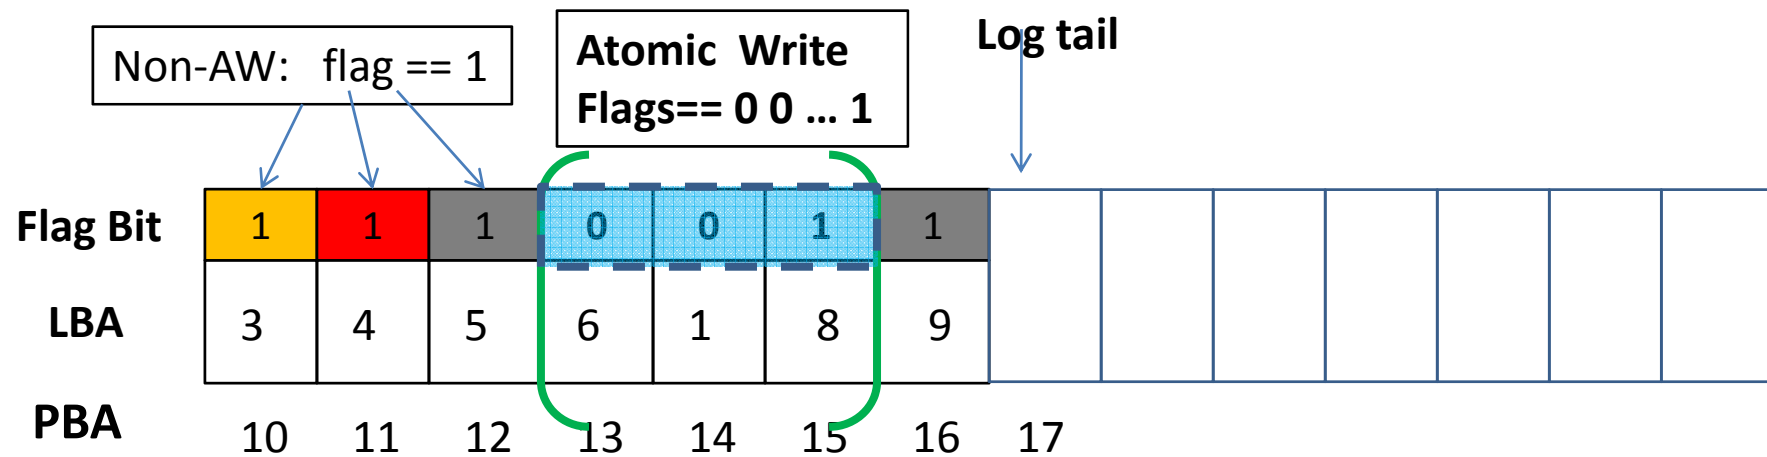 Non-AW: flag == 1
Atomic Write
Flags== 0 0 ... 1
Log tail
Flag Bit 1 1 1 0 0 1 1
LBA 3 4 5 6 1 8 9
PBA 10 11 12 13 14 15 16 17